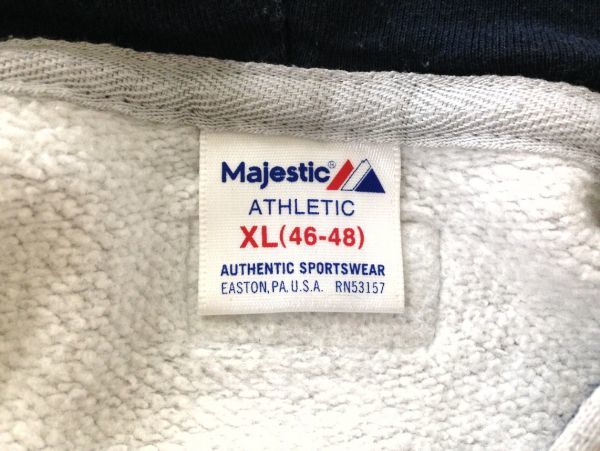 Majestic®
ATHLETIC
XL(46-48)
AUTHENTIC SPORTSWEAR
EASTON, PA, U.S.A. RN53157